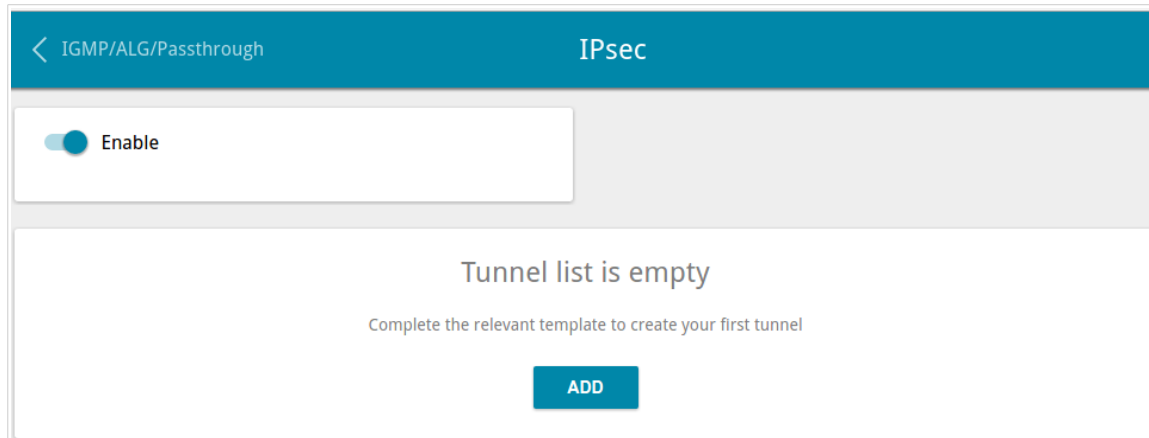 IGMP/ALG/Passthrough
IPsec
Enable
Tunnel list is empty
Complete the relevant template to create your first tunnel
ADD